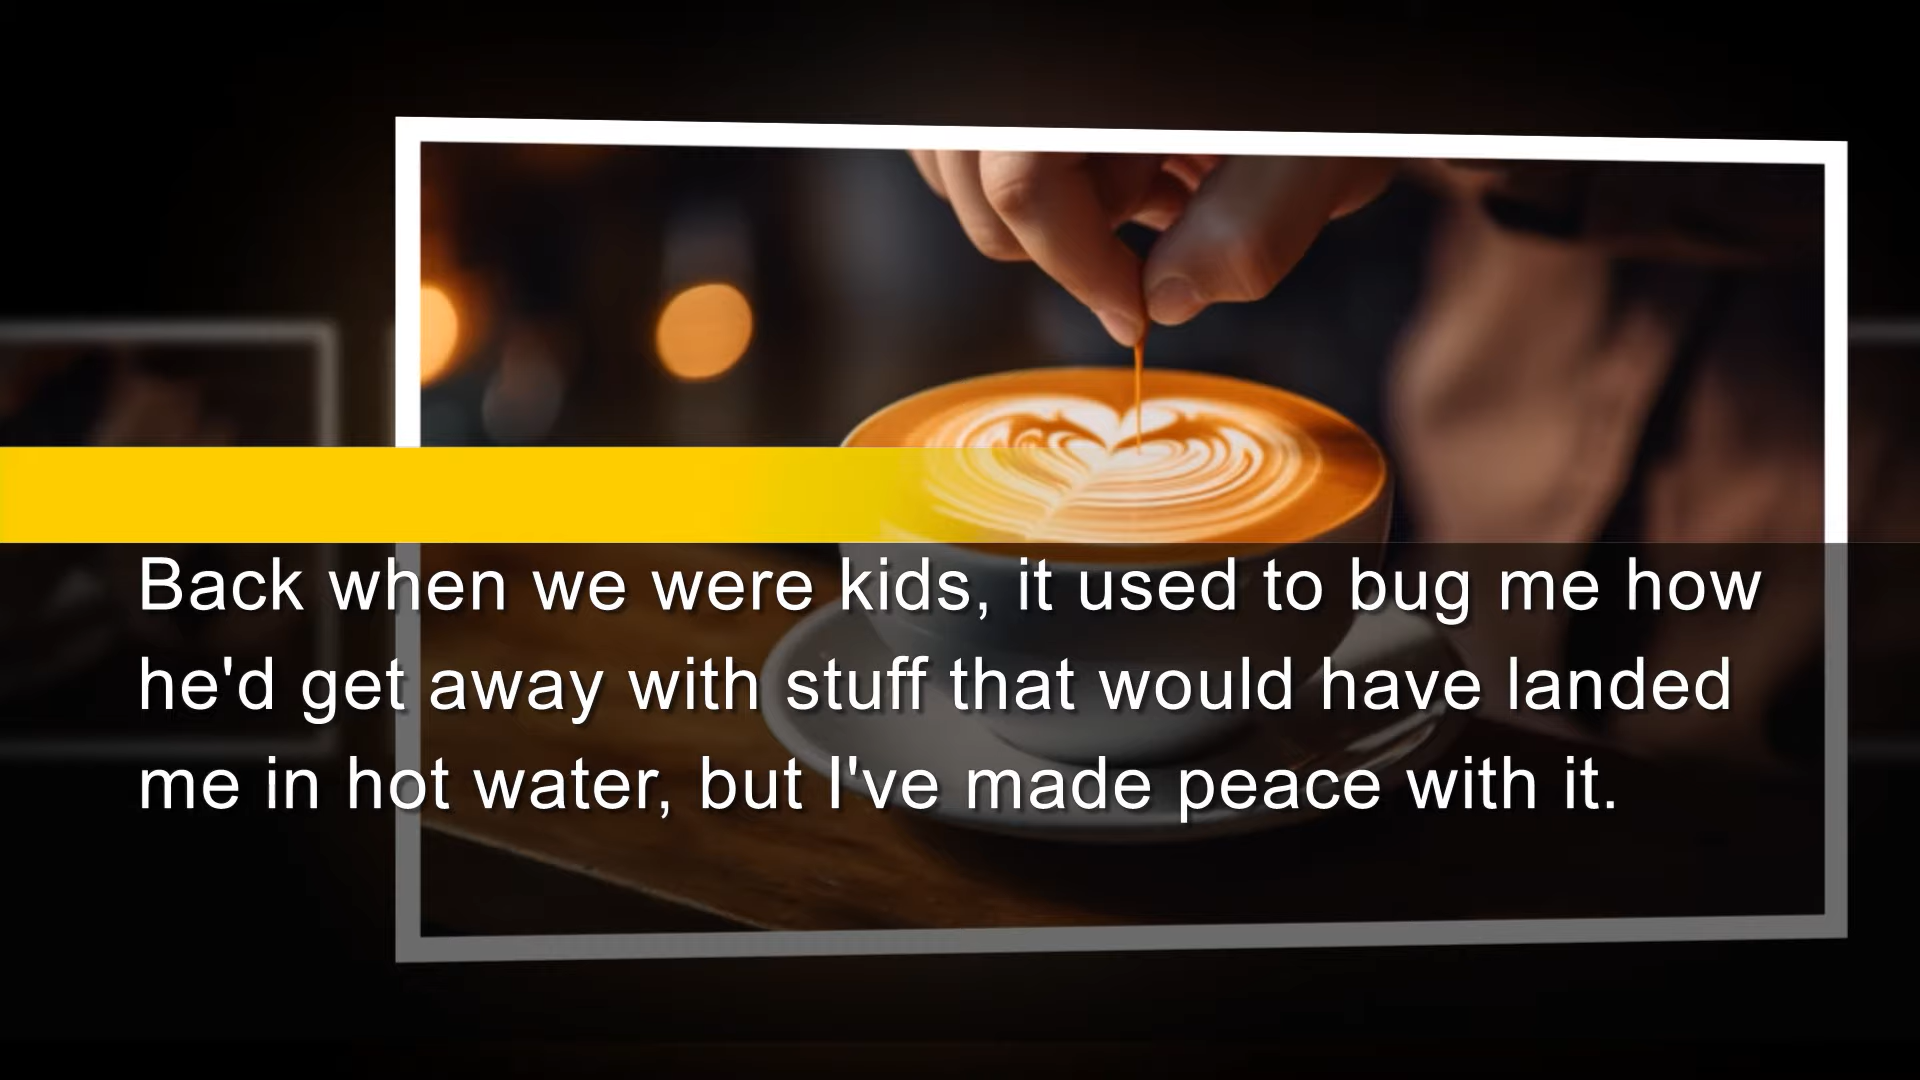 Back when we were kids, it used to bug me how
he'd get away with stuff that would have landed
me in hot water, but I've made peace with it.